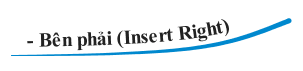 - Bên phải (Insert Right)